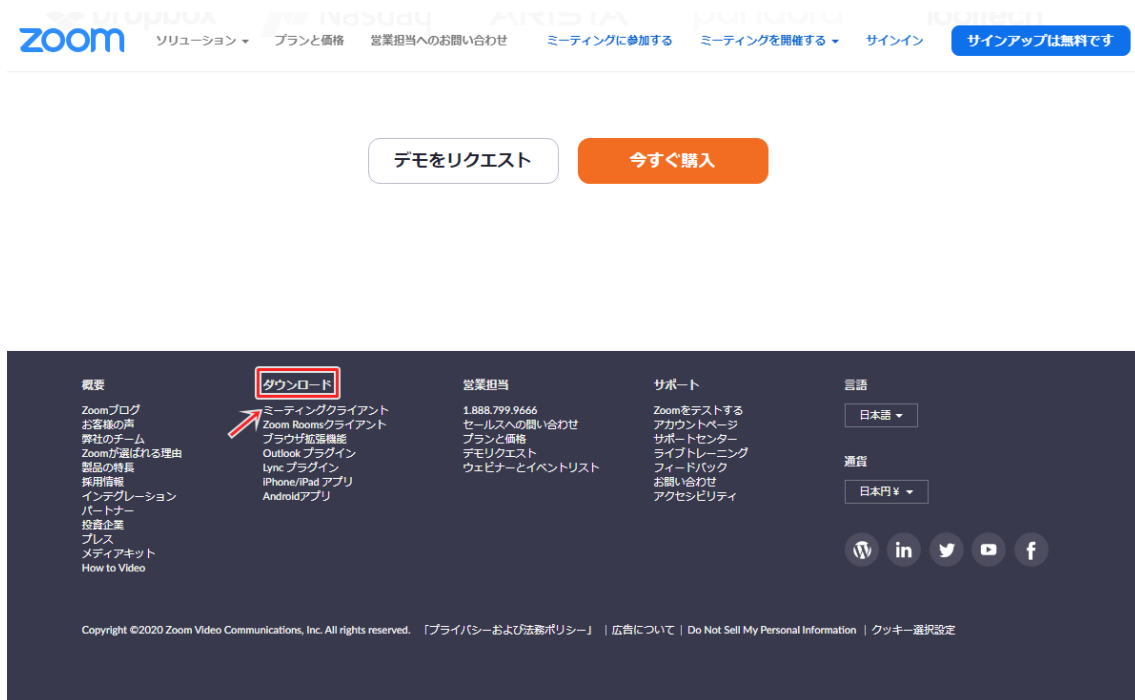 dropbox Nasdaq ARISTA pandora logitech
zoom ソリューション プランと価格 営業担当へのお問い合わせ ミーティングに参加する ミーティングを開催する サインイン サインアップは無料です
デモをリクエスト 今すぐ購入
概要
Zoomブログ
お客様の声
弊社のチーム
Zoomが選ばれる理由
製品の特長
採用情報
インテグレーション
パートナー
投資企業
プレス
メディアキット
How to Video
ダウンロード
ミーティングクライアント
Zoom Roomsクライアント
ブラウザ拡張機能
Outlook プラグイン
Lync プラグイン
iPhone/iPad アプリ
Androidアプリ
営業担当
1.888.799.9666
セールスへの問い合わせ
プランと価格
デモリクエスト
ウェビナーとイベントリスト
サポート
Zoomをテストする
アカウントページ
サポートセンター
ライブトレーニング
フィードバック
お問い合わせ
アクセシビリティ
言語
日本語
通貨
日本円¥
Copyright ©2020 Zoom Video Communications, Inc. All rights reserved. 「プライバシーおよび法務ポリシー」 | 広告について | Do Not Sell My Personal Information | クッキー選択設定